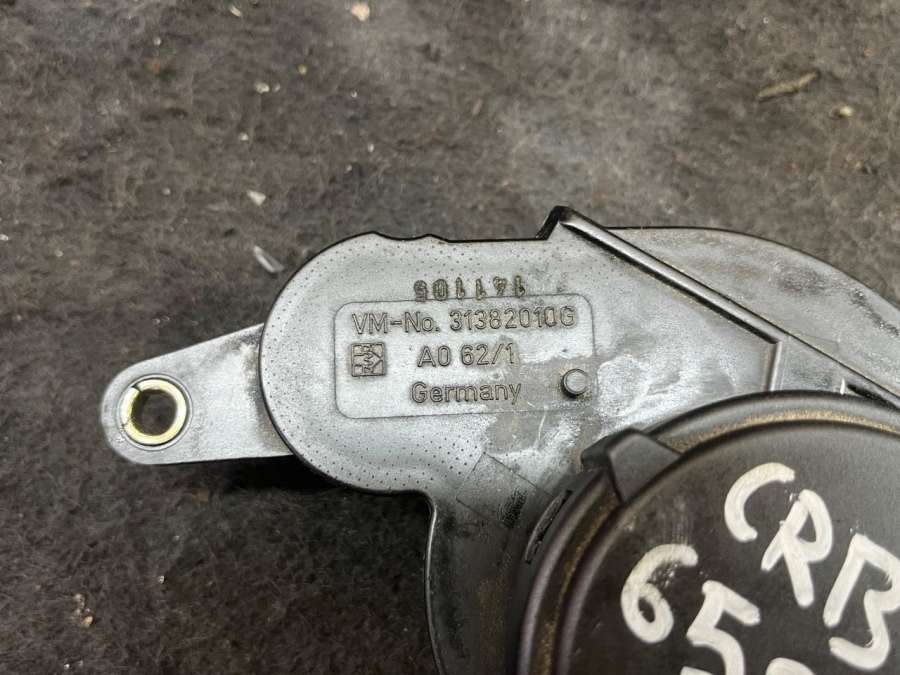 141106
VM-No. 31382010G
A0 62/1
Germany
CRB
65